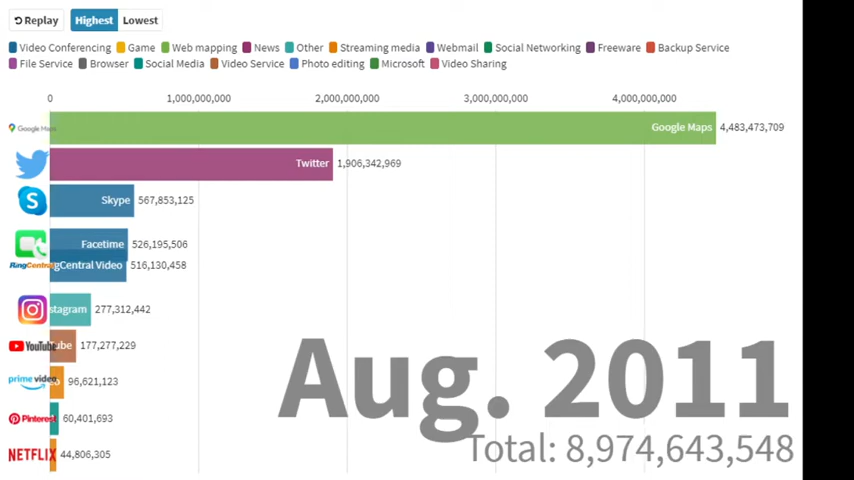 Replay Highest Lowest
Video Conferencing Game Web mapping News Other Streaming media Webmail Social Networking Freeware Backup Service
File Service Browser Social Media Video Service Photo editing Microsoft Video Sharing
0 1,000,000,000 2,000,000,000 3,000,000,000 4,000,000,000
Google Maps Google Maps 4,483,473,709
Twitter 1,906,342,969
S Skype 567,853,125
Facetime 526,195,506
RingCentral gCentral Video 516,130,458
stagram 277,312,442
YouTube ube 177,277,229
prime video 96,621,123
Pinterest 60,401,693
NETFLIX 44,806,305
Aug. 2011
Total: 8,974,643,548